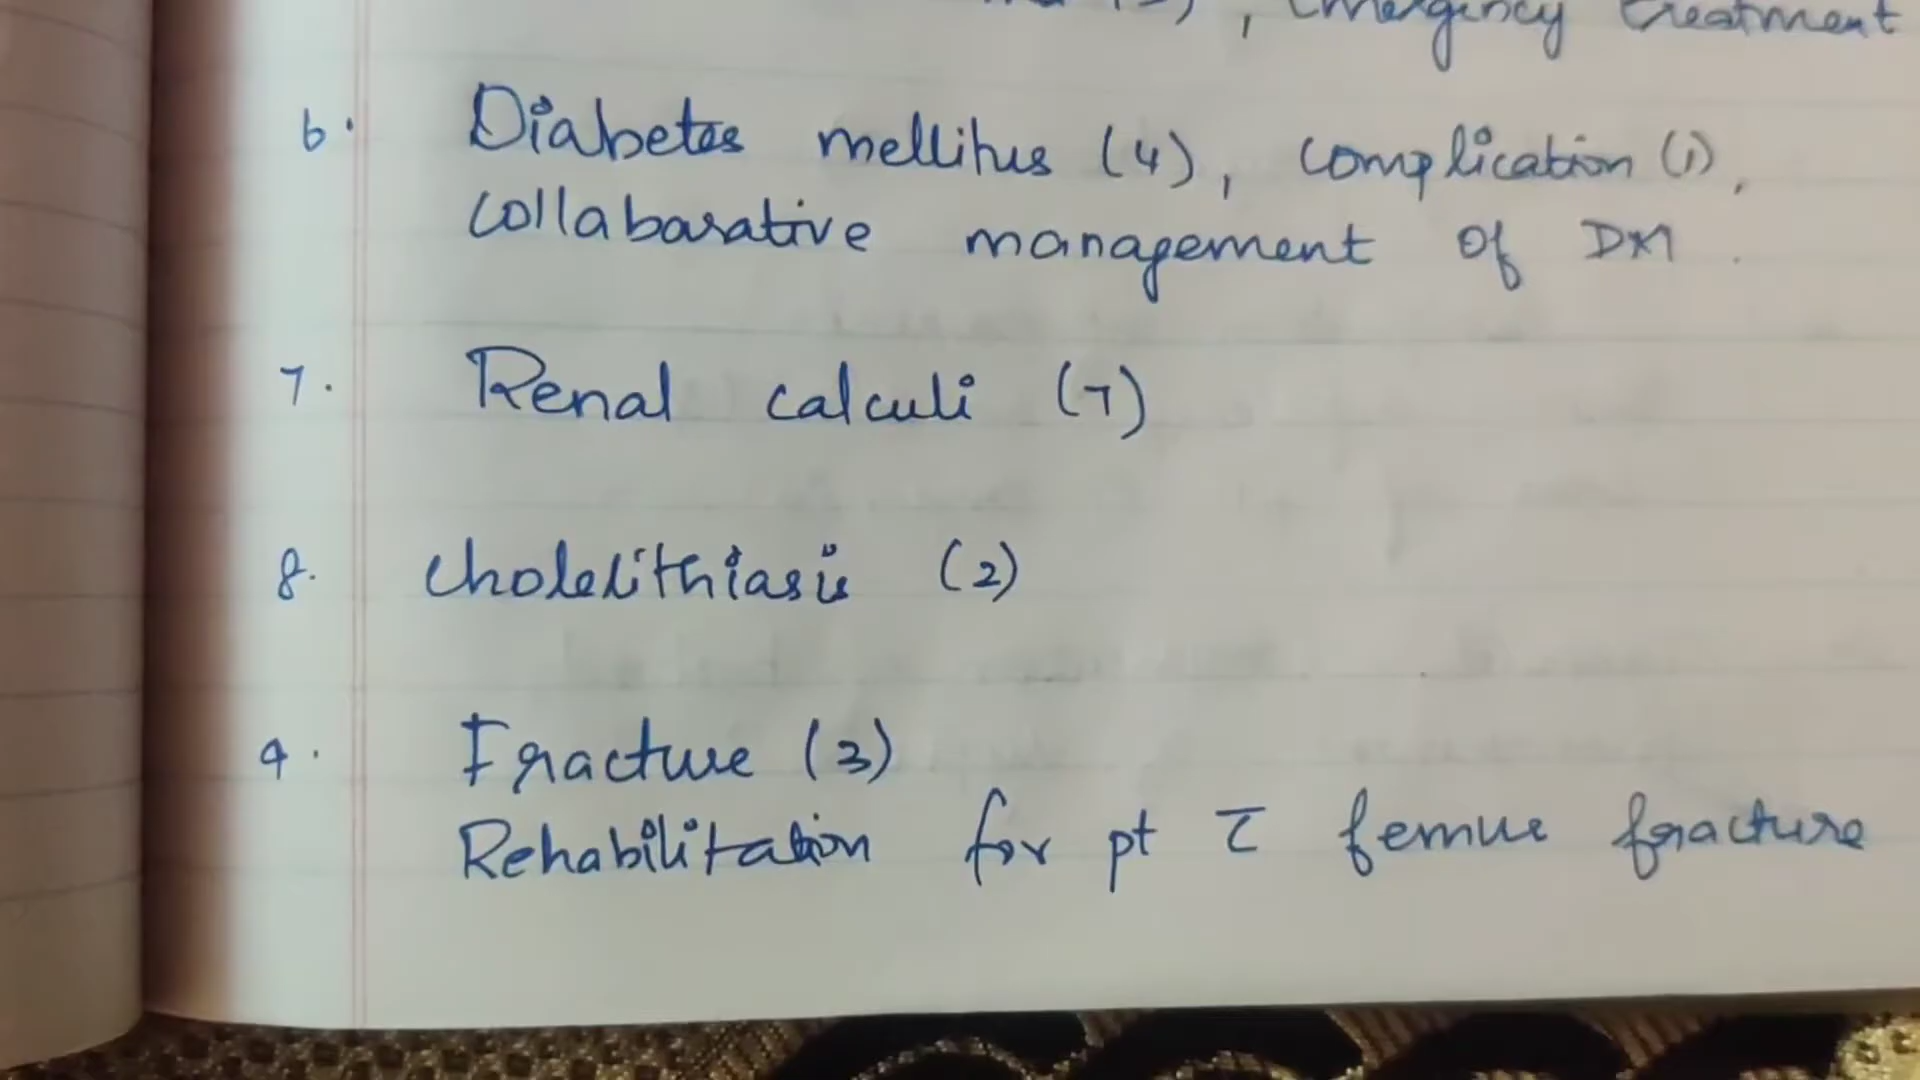 , Emergency treatment
6. Diabetes mellitus (4), complication (1),
collabarative management of DM.
7. Renal calculi (7)
8. cholelithiasis (2)
9. Fracture (3)
Rehabilitation for pt c̄ femur fracture